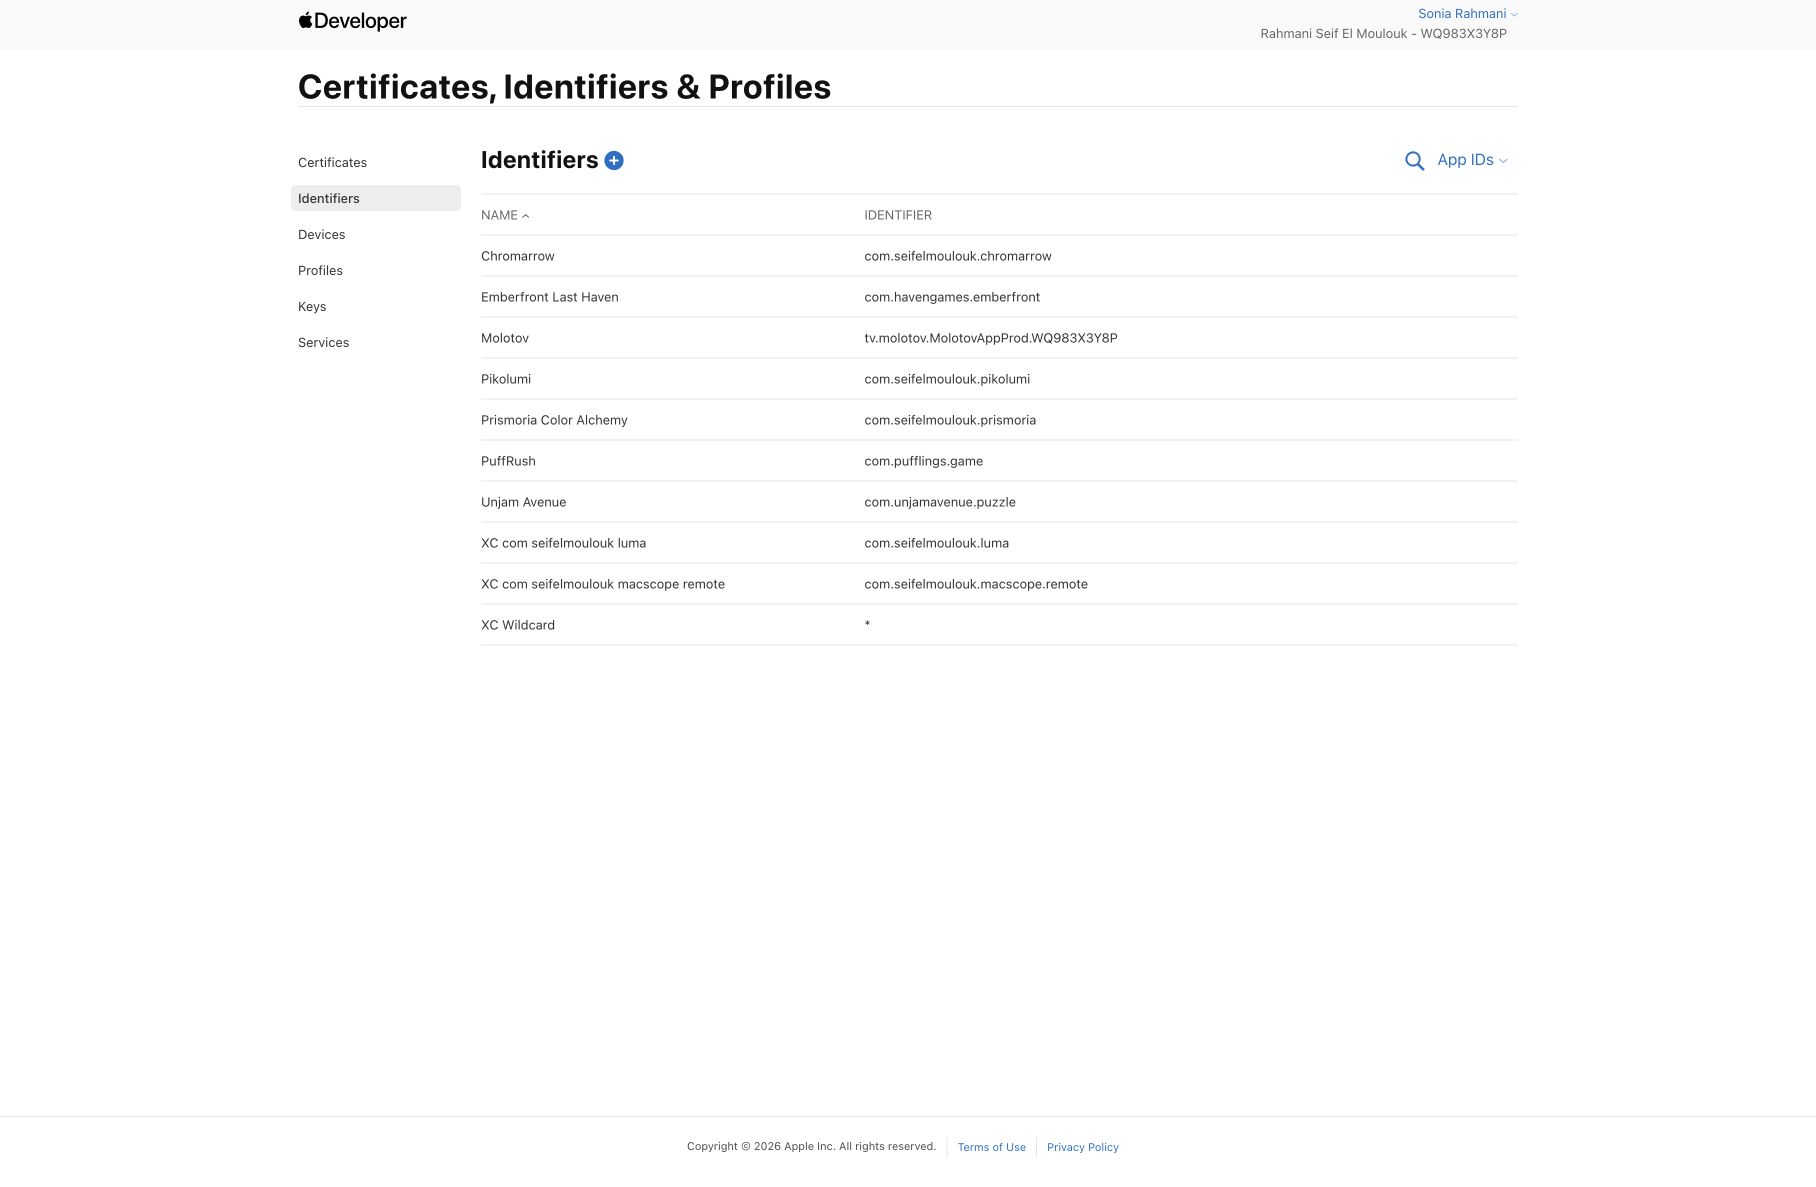 Developer
Sonia Rahmani
Rahmani Seif El Moulouk - WQ983X3Y8P
Certificates, Identifiers & Profiles
Certificates
Identifiers
Devices
Profiles
Keys
Services
Identifiers
App IDs
NAME IDENTIFIER
Chromarrow com.seifelmoulouk.chromarrow
Emberfront Last Haven com.havengames.emberfront
Molotov tv.molotov.MolotovAppProd.WQ983X3Y8P
Pikolumi com.seifelmoulouk.pikolumi
Prismoria Color Alchemy com.seifelmoulouk.prismoria
PuffRush com.pufflings.game
Unjam Avenue com.unjamavenue.puzzle
XC com seifelmoulouk luma com.seifelmoulouk.luma
XC com seifelmoulouk macscope remote com.seifelmoulouk.macscope.remote
XC Wildcard *
Copyright © 2026 Apple Inc. All rights reserved. Terms of Use Privacy Policy